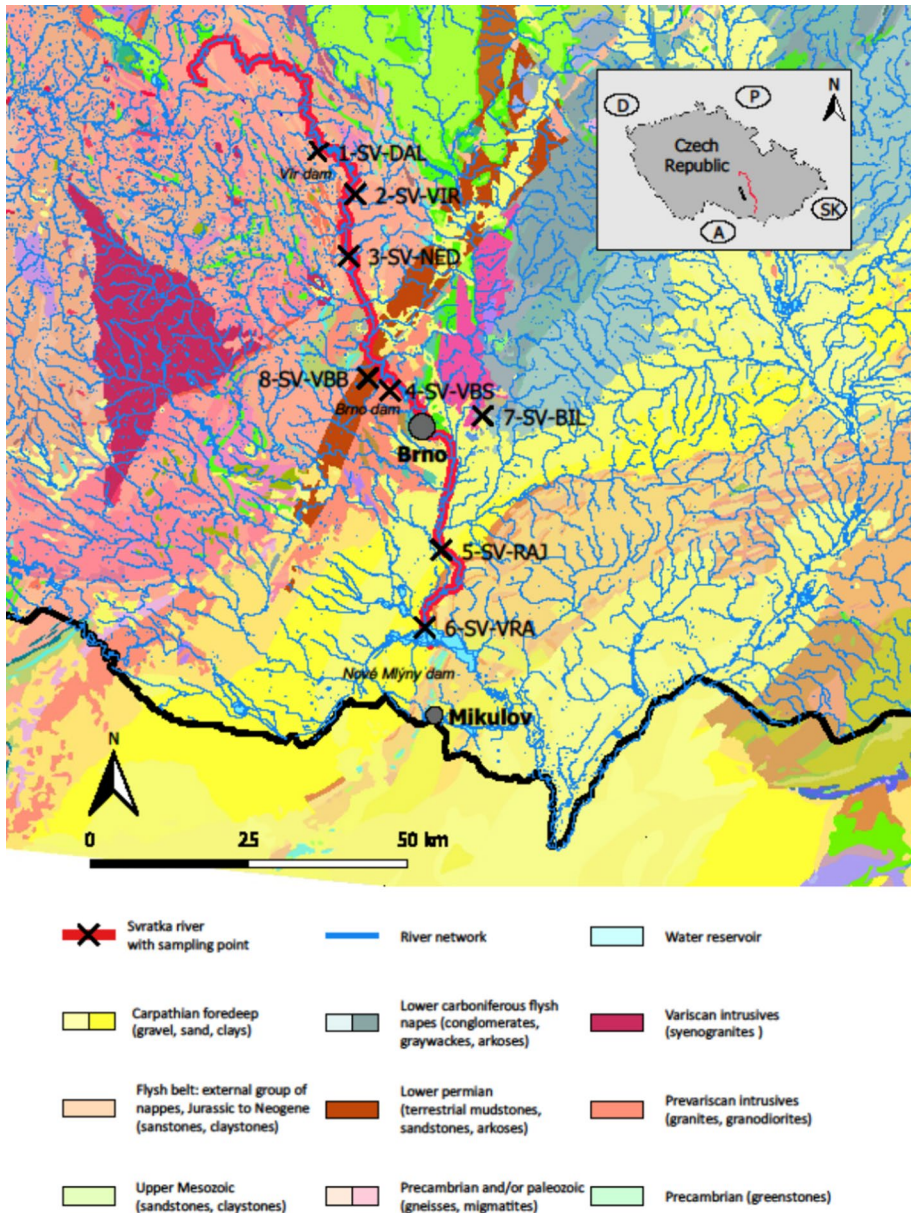 N
D
P
Czech
Republic
SK
A
1-SV-DAL
Vír dam
2-SV-VIR
3-SV-NED
8-SV-VBB
4-SV-VBS
Brno dam
7-SV-BIL
Brno
5-SV-RAJ
6-SV-VRA
Nové Mlýny dam
Mikulov
N
0 25 50 km
Svratka river
with sampling point
River network
Water reservoir
Carpathian foredeep
(gravel, sand, clays)
Lower carboniferous flysh
napes (conglomerates,
graywackes, arkoses)
Variscan intrusives
(syenogranites )
Flysh belt: external group of
nappes, Jurassic to Neogene
(sanstones, claystones)
Lower permian
(terrestrial mudstones,
sandstones, arkoses)
Prevariscan intrusives
(granites, granodiorites)
Upper Mesozoic
(sandstones, claystones)
Precambrian and/or paleozoic
(gneisses, migmatites)
Precambrian (greenstones)